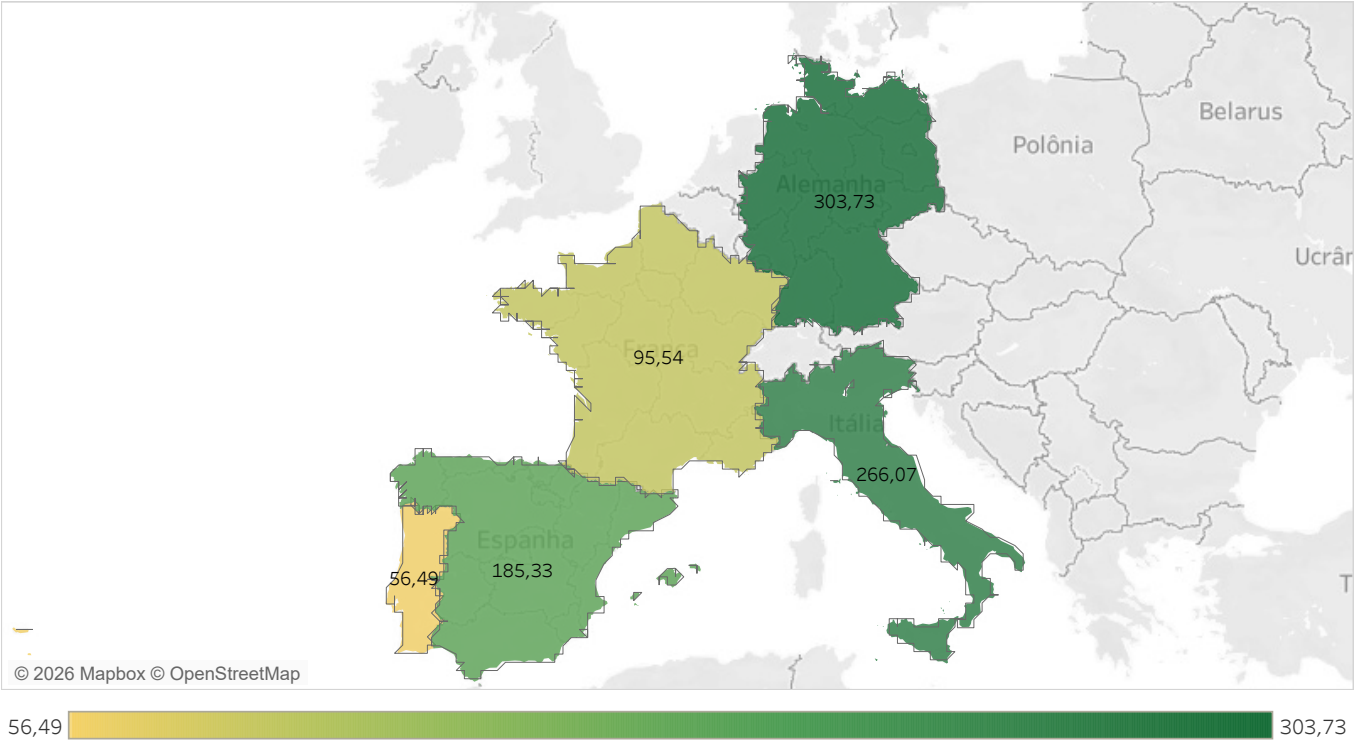 Belarus
Polônia
Alemanha
303,73
Ucrâr
França
95,54
Itália
266,07
Espanha
185,33
56,49
T
© 2026 Mapbox © OpenStreetMap
56,49
303,73